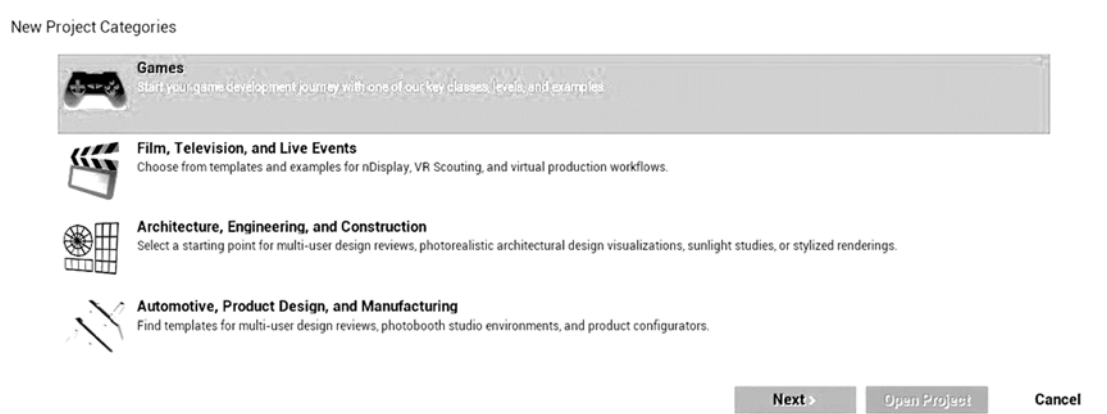 New Project Categories
Games
Start your game development journey with one of our key classes, levels, and examples.
Film, Television, and Live Events
Choose from templates and examples for nDisplay, VR Scouting, and virtual production workflows.
Architecture, Engineering, and Construction
Select a starting point for multi-user design reviews, photorealistic architectural design visualizations, sunlight studies, or stylized renderings.
Automotive, Product Design, and Manufacturing
Find templates for multi-user design reviews, photobooth studio environments, and product configurators.
Next > Open Project Cancel